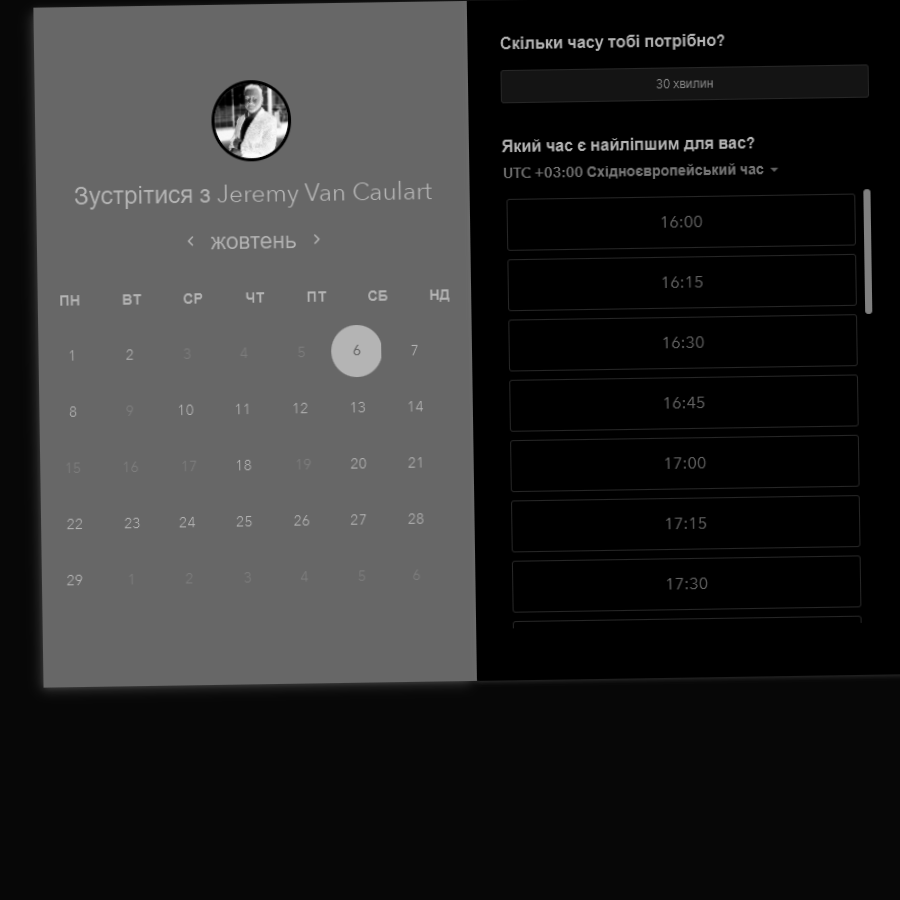 Зустрітися з Jeremy Van Caulart
жовтень
ПН ВТ СР ЧТ ПТ СБ НД
1 2 3 4 5 6 7
8 9 10 11 12 13 14
15 16 17 18 19 20 21
22 23 24 25 26 27 28
29 1 2 3 4 5 6
Скільки часу тобі потрібно?
30 хвилин
Який час є найліпшим для вас?
UTC +03:00 Східноєвропейський час
16:00
16:15
16:30
16:45
17:00
17:15
17:30